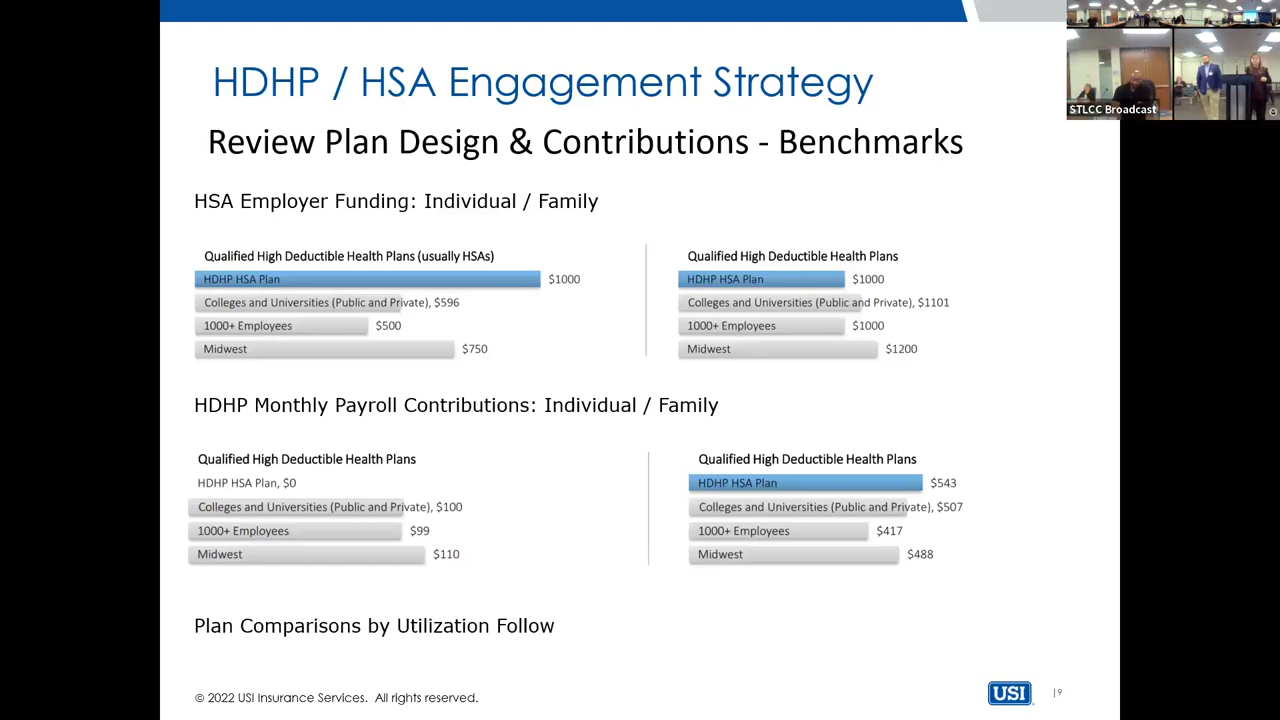 HDHP / HSA Engagement Strategy
Review Plan Design & Contributions - Benchmarks
STLCC Broadcast
HSA Employer Funding: Individual / Family
Qualified High Deductible Health Plans (usually HSAs)
HDHP HSA Plan $1000
Colleges and Universities (Public and Private), $596
1000+ Employees $500
Midwest $750
Qualified High Deductible Health Plans
HDHP HSA Plan $1000
Colleges and Universities (Public and Private), $1101
1000+ Employees $1000
Midwest $1200
HDHP Monthly Payroll Contributions: Individual / Family
Qualified High Deductible Health Plans
HDHP HSA Plan, $0
Colleges and Universities (Public and Private), $100
1000+ Employees $99
Midwest $110
Qualified High Deductible Health Plans
HDHP HSA Plan $543
Colleges and Universities (Public and Private), $507
1000+ Employees $417
Midwest $488
Plan Comparisons by Utilization Follow
© 2022 USI Insurance Services. All rights reserved.
USI
|9